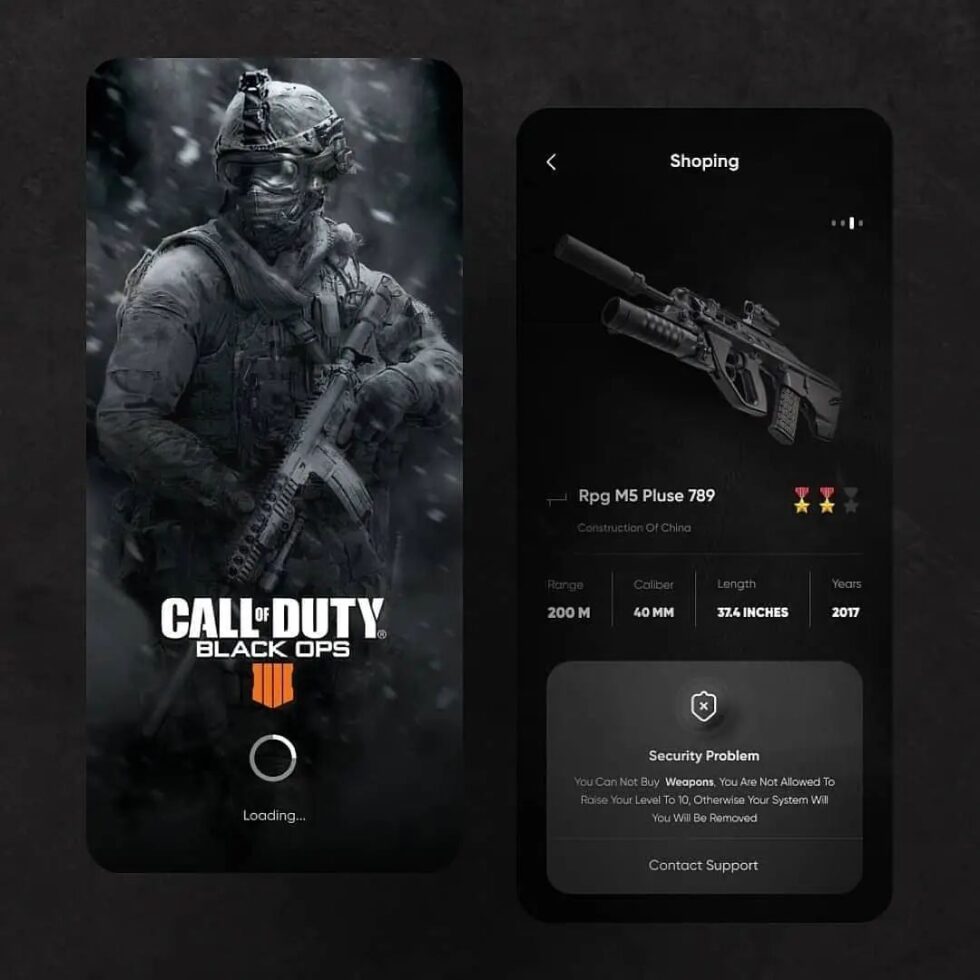 CALL OF DUTY®
BLACK OPS
IIII
Loading...
Shoping
Rpg M5 Pluse 789
Construction Of China
Range
200 M
Caliber
40 MM
Length
37.4 INCHES
Years
2017
Security Problem
You Can Not Buy Weapons, You Are Not Allowed To
Raise Your Level To 10, Otherwise Your System Will
You Will Be Removed
Contact Support